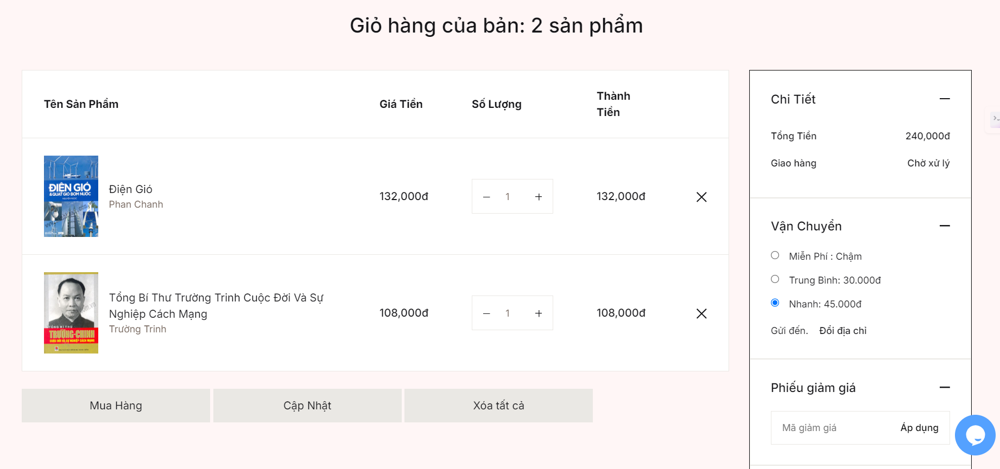 Giỏ hàng của bản: 2 sản phẩm
Tên Sản Phẩm
Giá Tiền
Số Lượng
Thành
Tiền
ĐIỆN GIÓ
& QUẠT GIÓ BƠM NƯỚC
Điện Gió
Phan Chanh
132,000đ
1
132,000đ
TỔNG BÍ THƯ
TRƯỜNG-CHINH
CUỘC ĐỜI VÀ SỰ NGHIỆP CÁCH MẠNG
Tổng Bí Thư Trường Trinh Cuộc Đời Và Sự
Nghiệp Cách Mạng
Trường Trinh
108,000đ
1
108,000đ
Mua Hàng
Cập Nhật
Xóa tất cả
Chi Tiết
Tổng Tiền 240,000đ
Giao hàng Chờ xử lý
Vận Chuyển
Miễn Phí : Chậm
Trung Bình: 30.000đ
Nhanh: 45.000đ
Gửi đến. Đổi địa chỉ
Phiếu giảm giá
Mã giảm giá Áp dụng